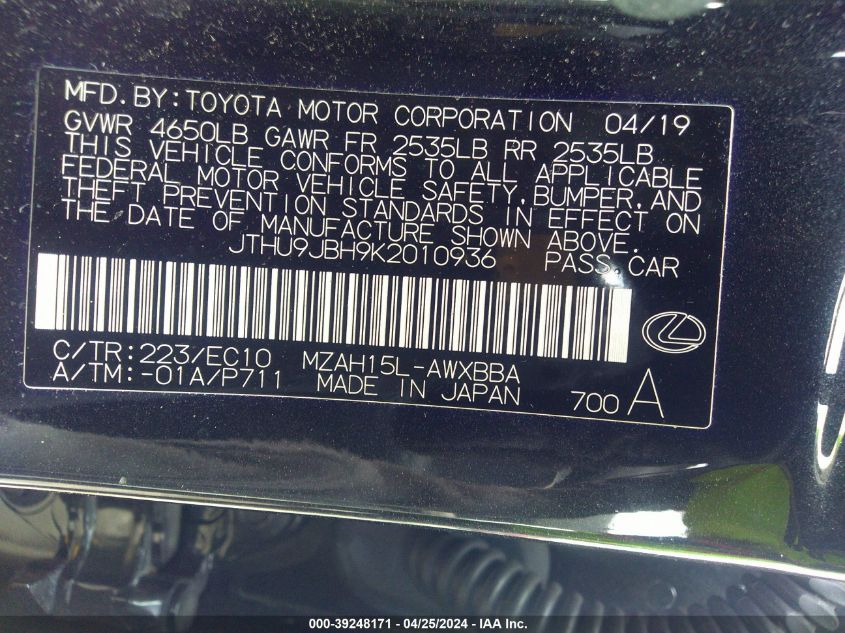 MFD.BY:TOYOTA MOTOR CORPORATION 04/19
GVWR 4650LB GAWR FR 2535LB RR 2535LB
THIS VEHICLE CONFORMS TO ALL APPLICABLE
FEDERAL MOTOR VEHICLE SAFETY,BUMPER,AND
THEFT PREVENTION STANDARDS IN EFFECT ON
THE DATE OF MANUFACTURE SHOWN ABOVE.
JTHU9JBH9K2010936 PASS.CAR
C/TR:223/EC10 MZAH15L-AWXBBA
A/TM:-01A/P711 MADE IN JAPAN 700 A
000-39248171 - 04/25/2024 - IAA Inc.